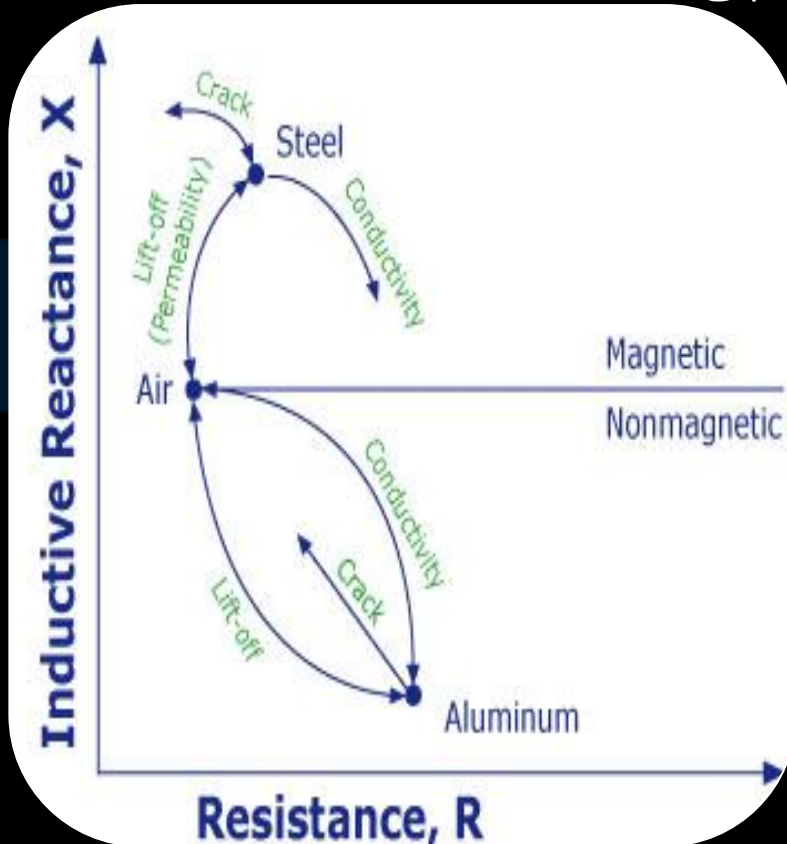 Inductive Reactance, X
Crack
Steel
Lift-off
(Permeability)
Conductivity
Magnetic
Air
Nonmagnetic
Conductivity
Crack
Lift-off
Aluminum
Resistance, R